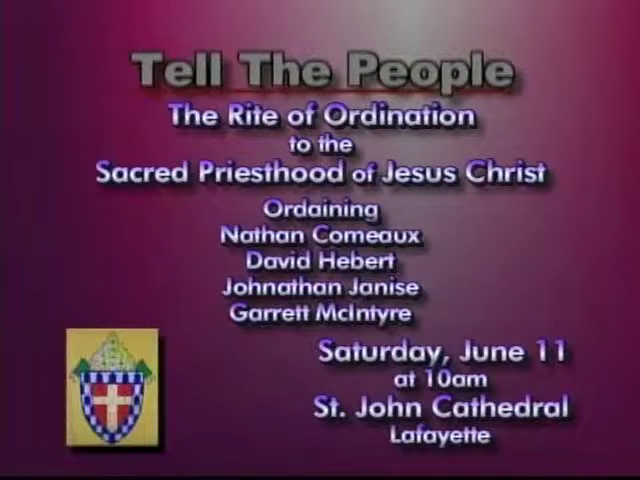 Tell The People
The Rite of Ordination
to the
Sacred Priesthood of Jesus Christ
Ordaining
Nathan Comeaux
David Hebert
Johnathan Janise
Garrett McIntyre
Saturday, June 11
at 10am
St. John Cathedral
Lafayette